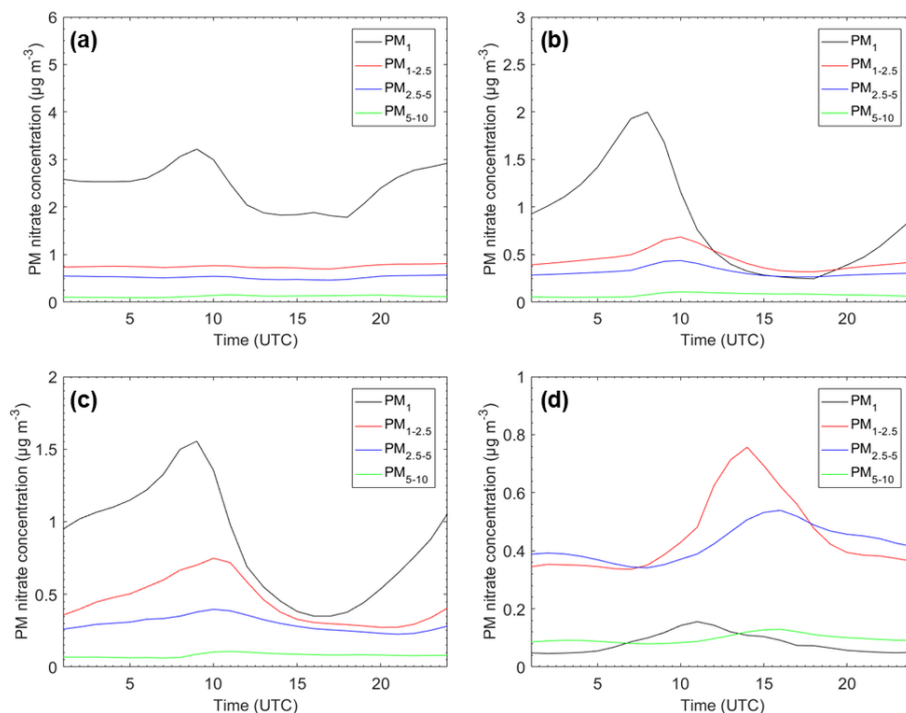 (a)
PM nitrate concentration (µg m-3)
6
5
4
3
2
1
0
5 10 15 20
Time (UTC)
PM1
PM1-2.5
PM2.5-5
PM5-10
(b)
PM nitrate concentration (µg m-3)
3
2.5
2
1.5
1
0.5
0
5 10 15 20
Time (UTC)
PM1
PM1-2.5
PM2.5-5
PM5-10
(c)
PM nitrate concentration (µg m-3)
2
1.5
1
0.5
0
5 10 15 20
Time (UTC)
PM1
PM1-2.5
PM2.5-5
PM5-10
(d)
PM nitrate concentration (µg m-3)
1
0.8
0.6
0.4
0.2
0
5 10 15 20
Time (UTC)
PM1
PM1-2.5
PM2.5-5
PM5-10